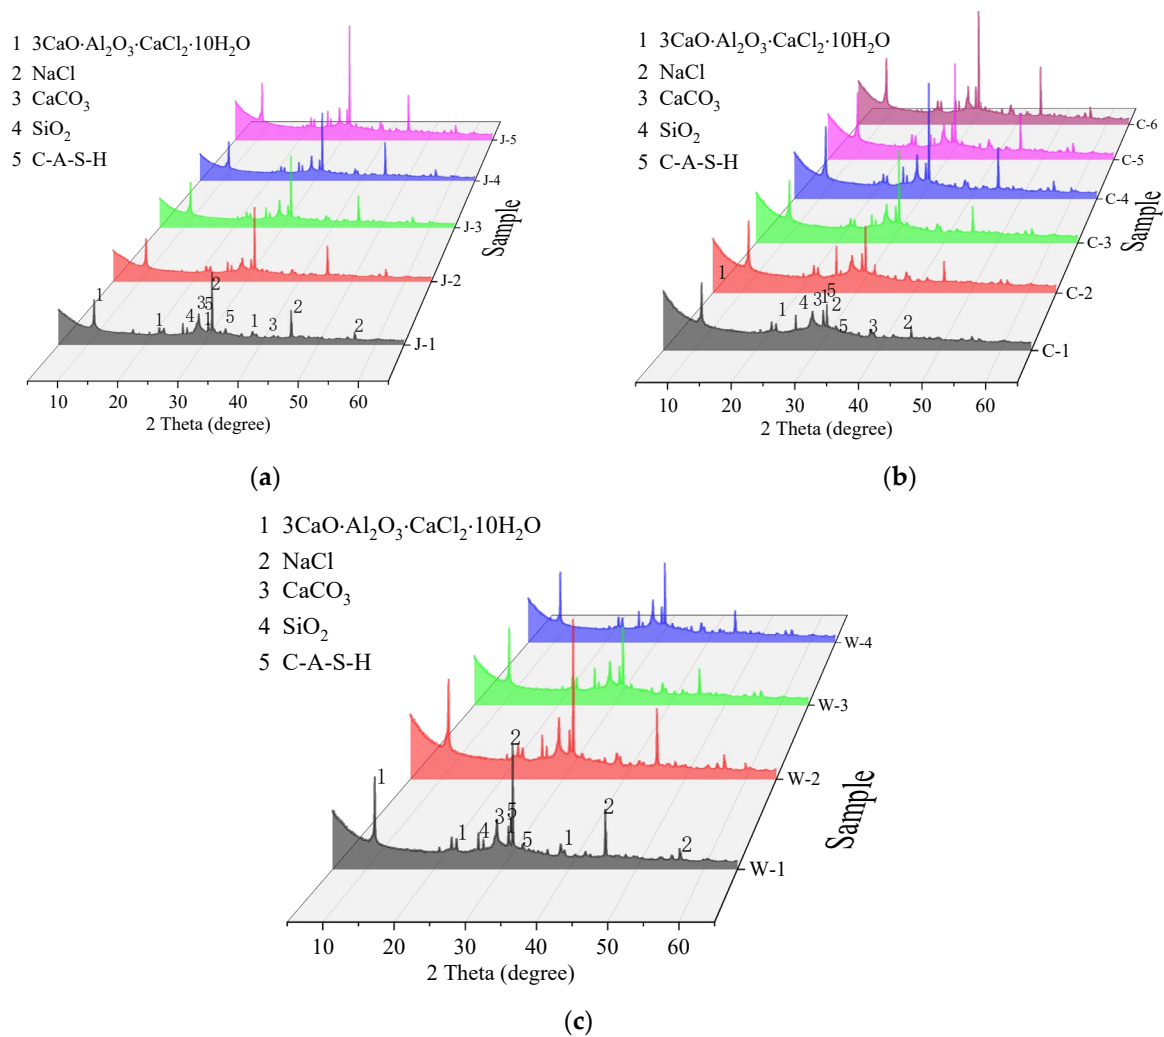 1 3CaO·Al₂O₃·CaCl₂·10H₂O
2 NaCl
3 CaCO₃
4 SiO₂
5 C-A-S-H
J-5
J-4
J-3
J-2
J-1
Sample
1 1 4 3 5 1 2 5 1 3 2 2
10 20 30 40 50 60
2 Theta (degree)
(a)
1 3CaO·Al₂O₃·CaCl₂·10H₂O
2 NaCl
3 CaCO₃
4 SiO₂
5 C-A-S-H
C-6
C-5
C-4
C-3
C-2
C-1
Sample
1 1 4 3 1 5 2 5 3 2
10 20 30 40 50 60
2 Theta (degree)
(b)
1 3CaO·Al₂O₃·CaCl₂·10H₂O
2 NaCl
3 CaCO₃
4 SiO₂
5 C-A-S-H
W-4
W-3
W-2
W-1
Sample
1 1 4 3 5 1 2 5 1 2 2
10 20 30 40 50 60
2 Theta (degree)
(c)